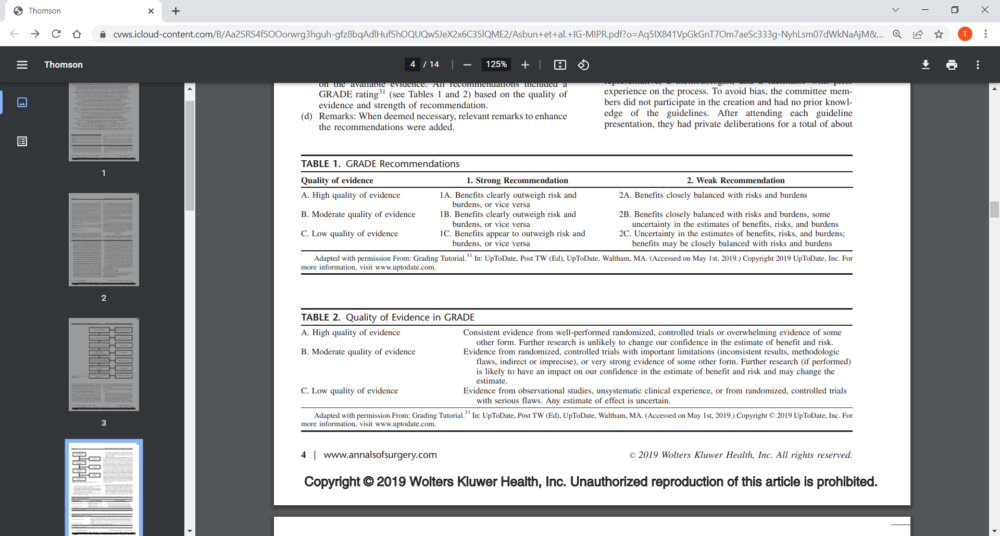 Thomson
cvws.icloud-content.com/B/Aa2SRS4fSOOorwrg3hguh-gfz8bqAdlHufShOQUQwSJeX2x6C35lQME2/Asbun+et+al.+IG-MIPR.pdf?o=Aq5IX841VpGkGnT7Om7aeSc333g-NyhLsm07dWkNaAjM&...
T
Thomson
4 / 14
125%
1
2
3
on the available evidence. All recommendations included a
GRADE rating31 (see Tables 1 and 2) based on the quality of
evidence and strength of recommendation.
(d) Remarks: When deemed necessary, relevant remarks to enhance
the recommendations were added.
representative, a methodologist, and a facilitator with prior
experience on the process. To avoid bias, the committee mem-
bers did not participate in the creation and had no prior knowl-
edge of the guidelines. After attending each guideline
presentation, they had private deliberations for a total of about
TABLE 1. GRADE Recommendations
Quality of evidence 1. Strong Recommendation 2. Weak Recommendation
A. High quality of evidence 1A. Benefits clearly outweigh risk and 2A. Benefits closely balanced with risks and burdens
burdens, or vice versa
B. Moderate quality of evidence 1B. Benefits clearly outweigh risk and 2B. Benefits closely balanced with risks and burdens, some
burdens, or vice versa uncertainty in the estimates of benefits, risks, and burdens
C. Low quality of evidence 1C. Benefits appear to outweigh risk and 2C. Uncertainty in the estimates of benefits, risks, and burdens;
burdens, or vice versa benefits may be closely balanced with risks and burdens
Adapted with permission From: Grading Tutorial.31 In: UpToDate, Post TW (Ed), UpToDate, Waltham, MA. (Accessed on May 1st, 2019.) Copyright 2019 UpToDate, Inc. For
more information, visit www.uptodate.com.
TABLE 2. Quality of Evidence in GRADE
A. High quality of evidence Consistent evidence from well-performed randomized, controlled trials or overwhelming evidence of some
other form. Further research is unlikely to change our confidence in the estimate of benefit and risk.
B. Moderate quality of evidence Evidence from randomized, controlled trials with important limitations (inconsistent results, methodologic
flaws, indirect or imprecise), or very strong evidence of some other form. Further research (if performed)
is likely to have an impact on our confidence in the estimate of benefit and risk and may change the
estimate.
C. Low quality of evidence Evidence from observational studies, unsystematic clinical experience, or from randomized, controlled trials
with serious flaws. Any estimate of effect is uncertain.
Adapted with permission From: Grading Tutorial.31 In: UpToDate, Post TW (Ed), UpToDate, Waltham, MA. (Accessed on May 1st, 2019.) Copyright © 2019 UpToDate, Inc. For
more information, visit www.uptodate.com.
4 | www.annalsofsurgery.com © 2019 Wolters Kluwer Health, Inc. All rights reserved.
Copyright © 2019 Wolters Kluwer Health, Inc. Unauthorized reproduction of this article is prohibited.